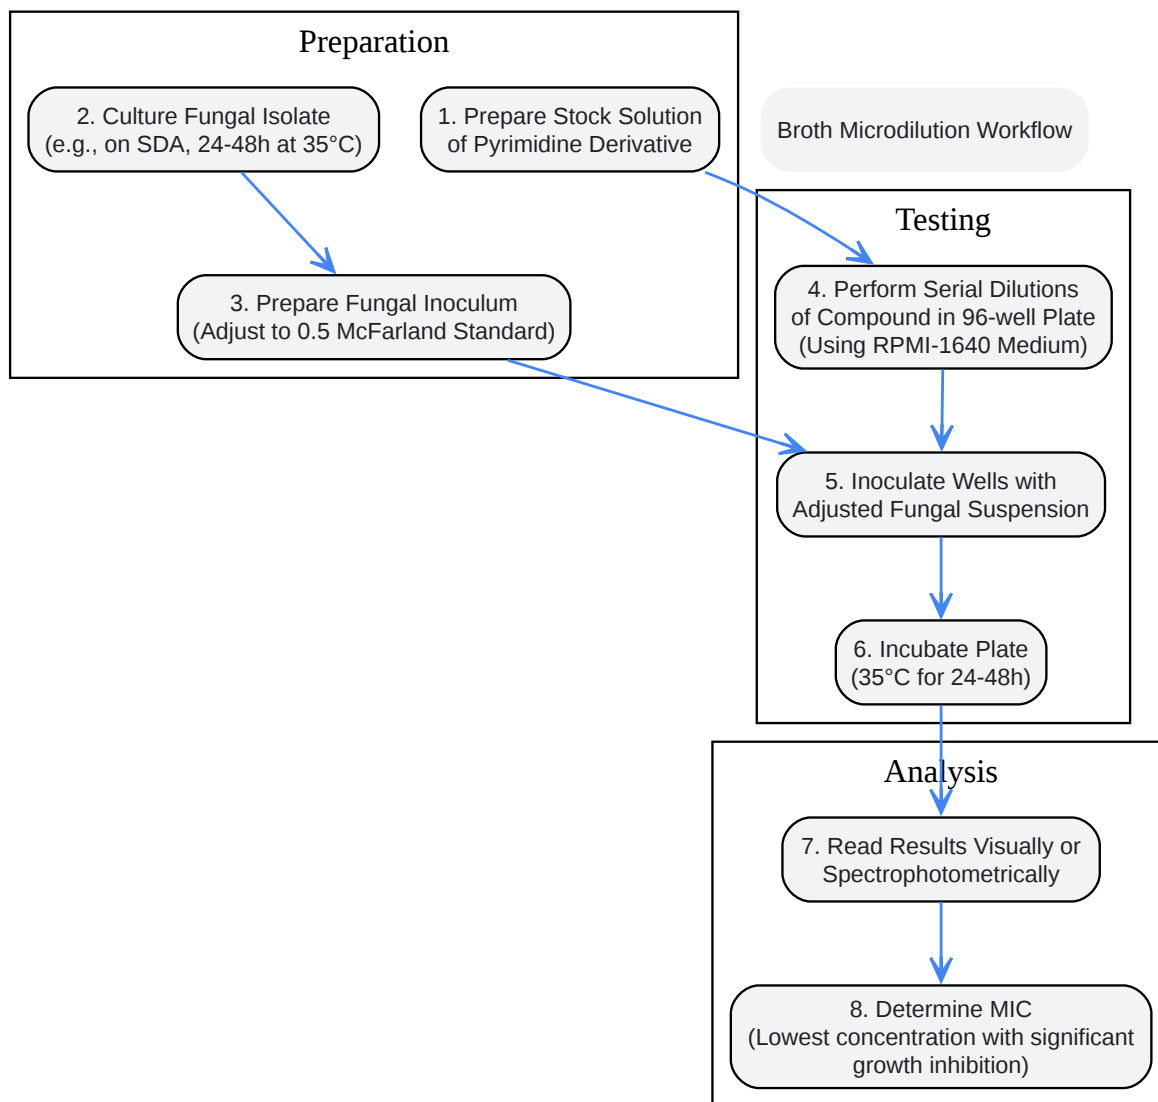 Preparation
2. Culture Fungal Isolate
(e.g., on SDA, 24-48h at 35°C)
1. Prepare Stock Solution
of Pyrimidine Derivative
Broth Microdilution Workflow
3. Prepare Fungal Inoculum
(Adjust to 0.5 McFarland Standard)
Testing
4. Perform Serial Dilutions
of Compound in 96-well Plate
(Using RPMI-1640 Medium)
5. Inoculate Wells with
Adjusted Fungal Suspension
6. Incubate Plate
(35°C for 24-48h)
Analysis
7. Read Results Visually or
Spectrophotometrically
8. Determine MIC
(Lowest concentration with significant
growth inhibition)